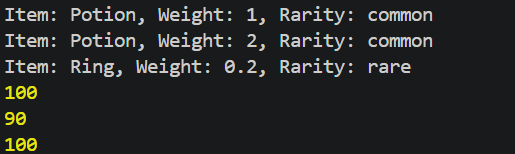 Item: Potion, Weight: 1, Rarity: common
Item: Potion, Weight: 2, Rarity: common
Item: Ring, Weight: 0.2, Rarity: rare
100
90
100